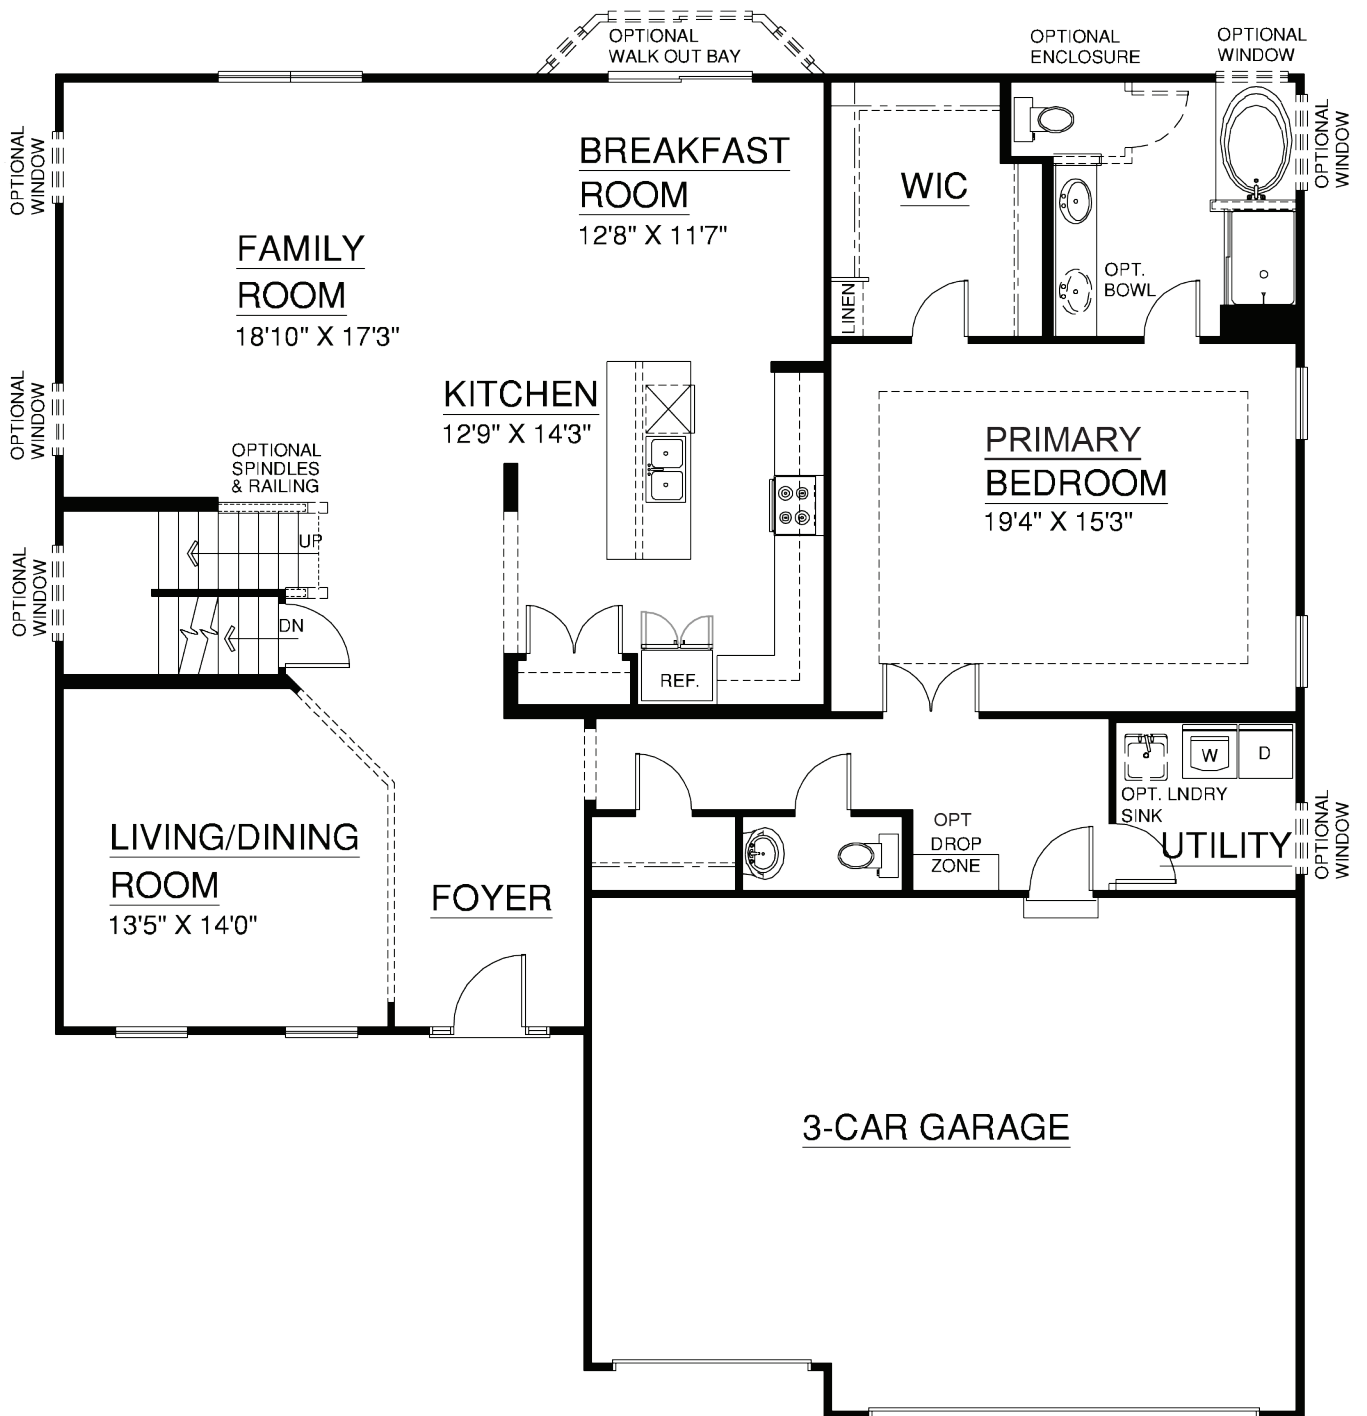 OPTIONAL
WALK OUT BAY
OPTIONAL
ENCLOSURE
OPTIONAL
WINDOW
OPTIONAL
WINDOW
OPTIONAL
WINDOW
BREAKFAST
ROOM
12'8" X 11'7"
WIC
FAMILY
ROOM
18'10" X 17'3"
OPT.
BOWL
LINEN
OPTIONAL
WINDOW
KITCHEN
12'9" X 14'3"
PRIMARY
BEDROOM
19'4" X 15'3"
OPTIONAL
SPINDLES
& RAILING
UP
OPTIONAL
WINDOW
DN
REF.
W
D
OPT. LNDRY
SINK
UTILITY
OPTIONAL
WINDOW
OPT
DROP
ZONE
LIVING/DINING
ROOM
13'5" X 14'0"
FOYER
3-CAR GARAGE